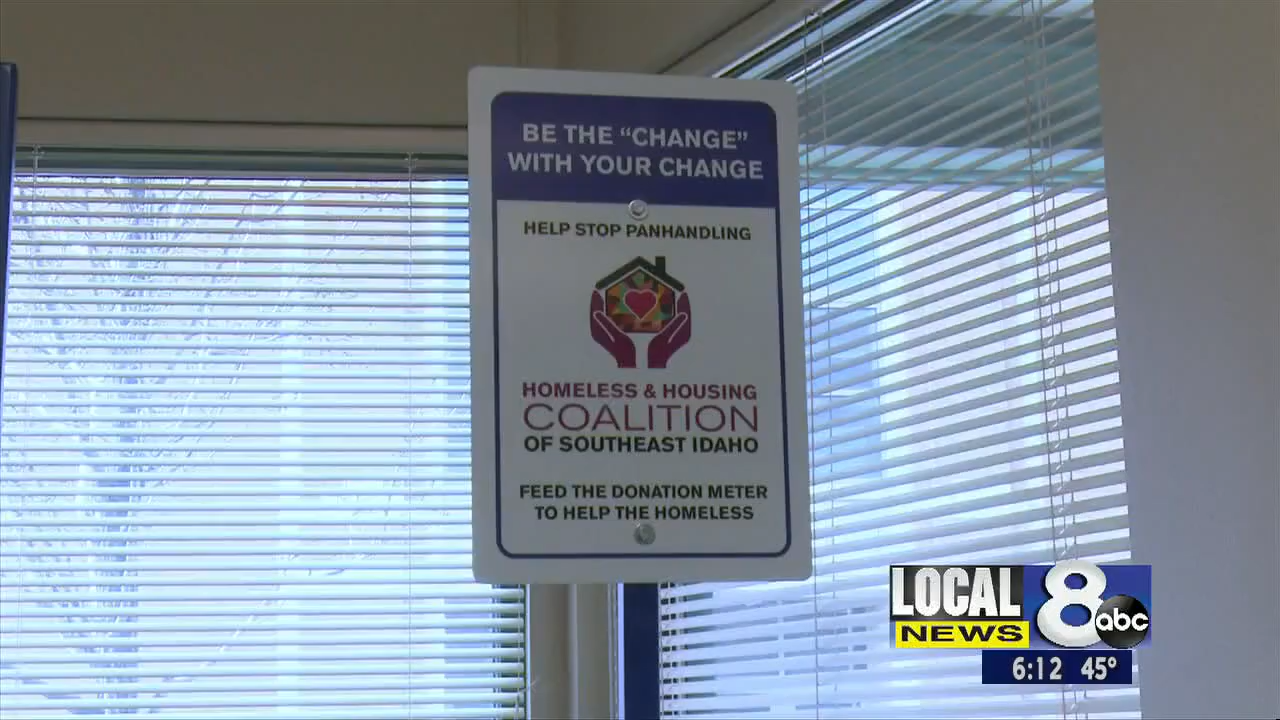 BE THE “CHANGE”
WITH YOUR CHANGE
HELP STOP PANHANDLING
HOMELESS & HOUSING
COALITION
OF SOUTHEAST IDAHO
FEED THE DONATION METER
TO HELP THE HOMELESS
LOCAL
NEWS
8
abc
6:12 45°